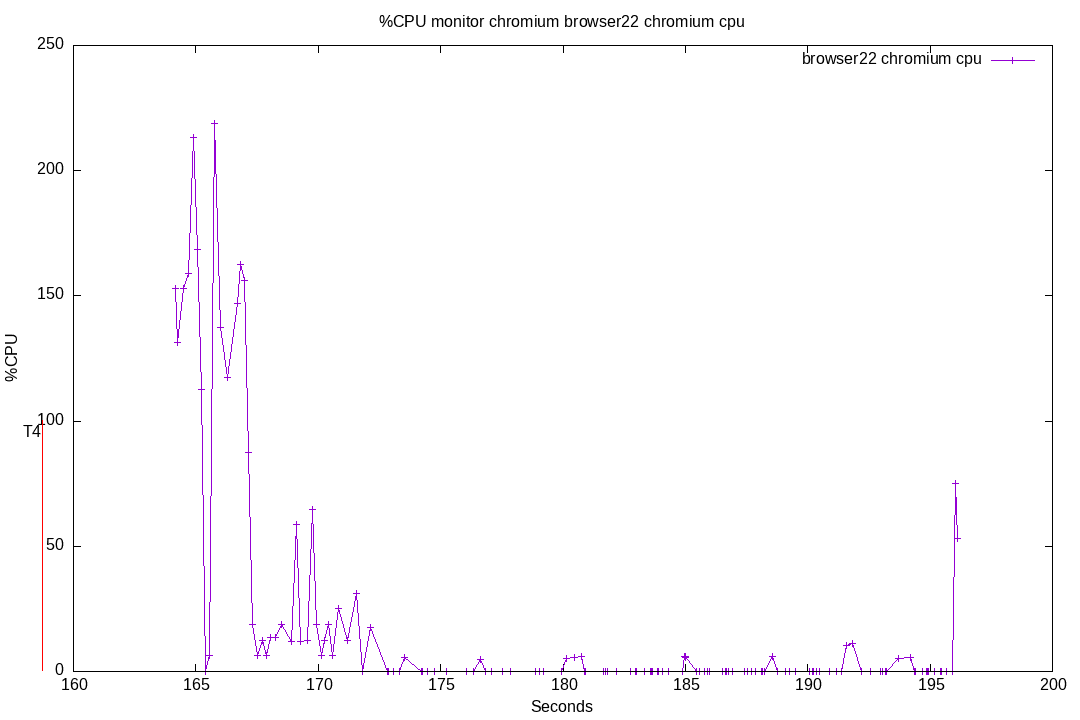 %CPU monitor chromium browser22 chromium cpu
browser22 chromium cpu
250
200
150
100
50
0
%CPU
T4
160 165 170 175 180 185 190 195 200
Seconds